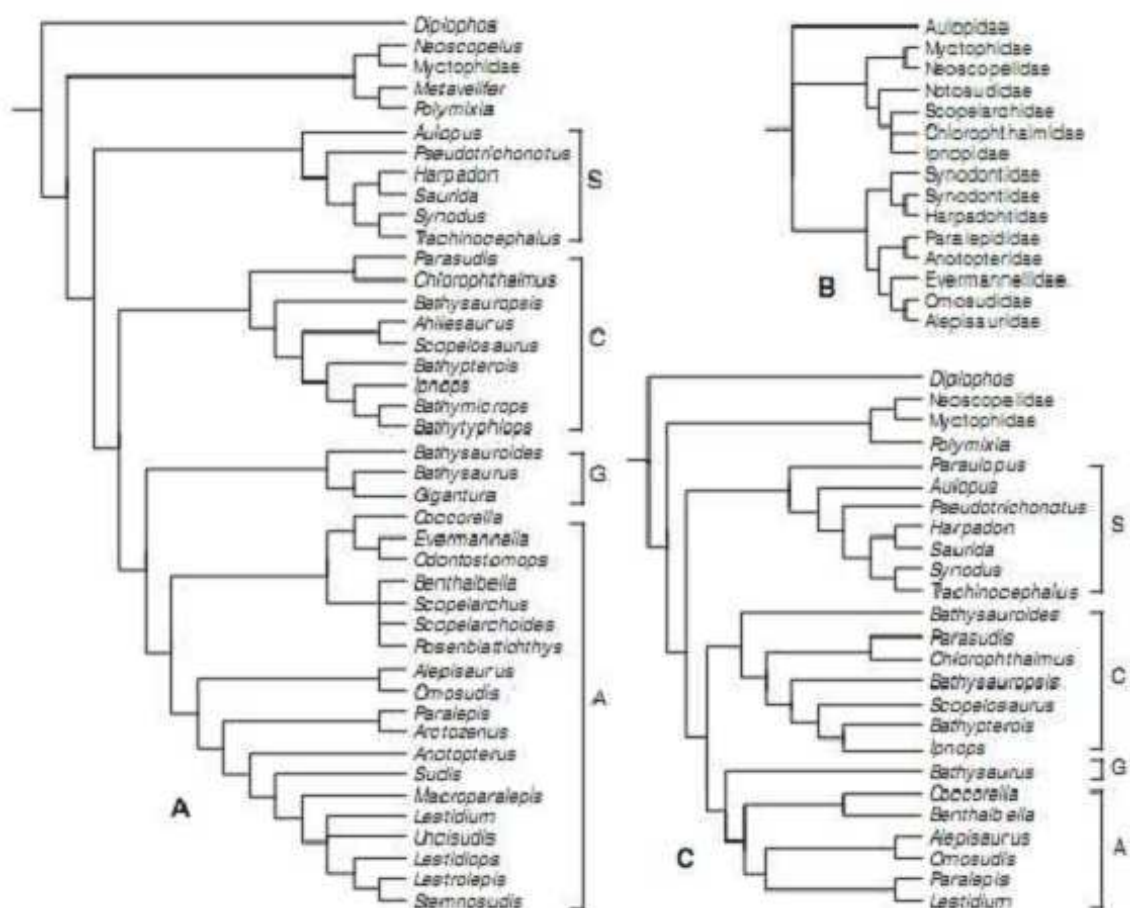 Diplophos
Neoscopelus
Myctophidae
Metavelifer
Polymixia
Aulopus
Pseudotrichonotus
Harpadon
Saurida
Synodus
Trachinocephalus
S
Parasudis
Chlorophthalmus
Bathysauropsis
Ahliesaurus
Scopelosaurus
Bathypterois
Ipnops
Bathymicrops
Bathytyphlops
C
Bathysauroides
Bathysaurus
Gigantura
G
Coccorella
Evermannella
Odontostomops
Benthalbella
Scopelarchus
Scopelarchoides
Rosenblattichthys
Alepisaurus
Omosudis
Paralepis
Arctozenus
Anotopterus
Sudis
Macroparalepis
Lestidium
Uncisudis
Lestidiops
Lestrolepis
Stemnosudis
A
A
Aulopidae
Myctophidae
Neoscopelidae
Notosudidae
Scopelarchidae
Chlorophthalmidae
Ipnopidae
Synodontidae
Synodontidae
Harpadontidae
Paralepididae
Anotopteridae
Evermannellidae.
Omosudidae
Alepisauridae
B
Diplophos
Neoscopelidae
Myctophidae
Polymixia
Paraulopus
Aulopus
Pseudotrichonotus
Harpadon
Saurida
Synodus
Trachinocephalus
S
Bathysauroides
Parasudis
Chlorophthalmus
Bathysauropsis
Scopelosaurus
Bathypterois
Ipnops
C
Bathysaurus
G
Coccorella
Benthalbella
Alepisaurus
Omosudis
Paralepis
Lestidium
A
C